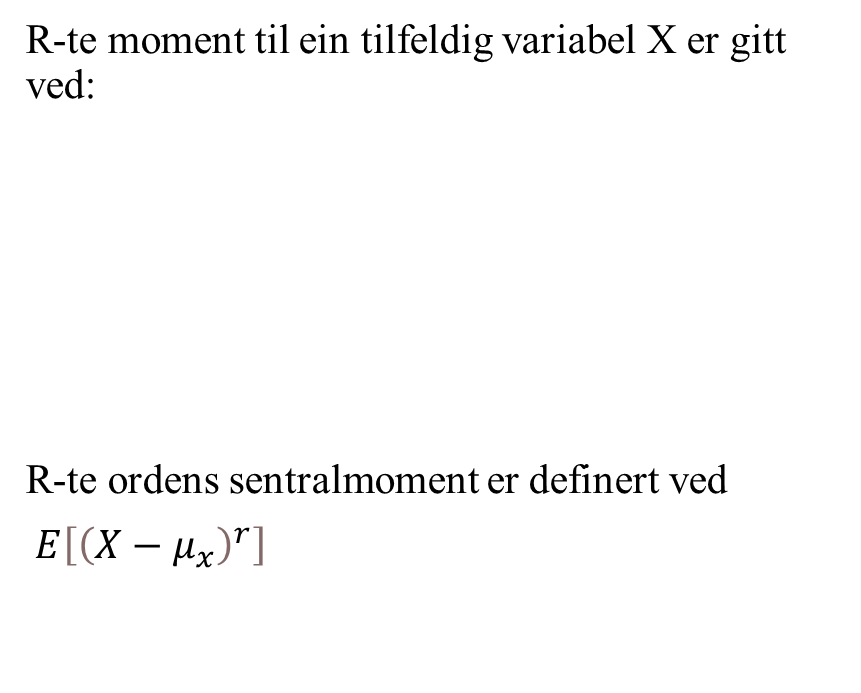 R-te moment til ein tilfeldig variabel X er gitt
ved:
R-te ordens sentralmoment er definert ved
𝐸[(𝑋 − 𝜇ₓ)ʳ]